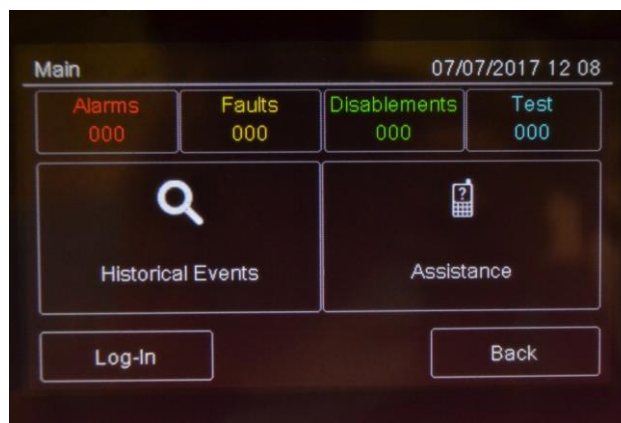 Main 07/07/2017 12 08
Alarms Faults Disablements Test
000 000 000 000
?
Historical Events Assistance
Log-In Back